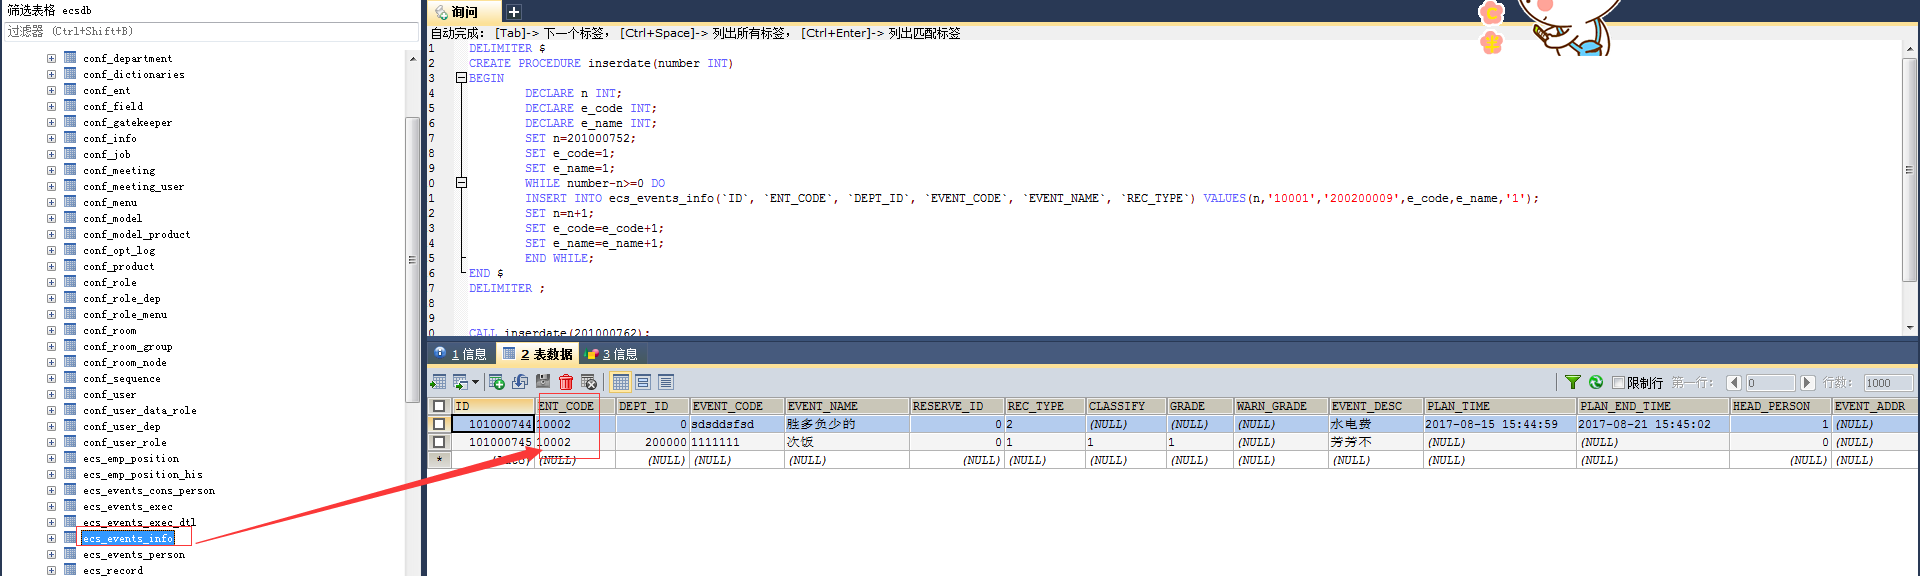 筛选表格 ecsdb
过滤器 (Ctrl+Shift+B)
conf_department
conf_dictionaries
conf_ent
conf_field
conf_gatekeeper
conf_info
conf_job
conf_meeting
conf_meeting_user
conf_menu
conf_model
conf_model_product
conf_opt_log
conf_product
conf_role
conf_role_dep
conf_role_menu
conf_room
conf_room_group
conf_room_node
conf_sequence
conf_user
conf_user_data_role
conf_user_dep
conf_user_role
ecs_emp_position
ecs_emp_position_his
ecs_events_cons_person
ecs_events_exec
ecs_events_exec_dtl
ecs_events_info
ecs_events_person
ecs_record
询问
自动完成: [Tab]-> 下一个标签, [Ctrl+Space]-> 列出所有标签, [Ctrl+Enter]-> 列出匹配标签
1 DELIMITER $
2 CREATE PROCEDURE inserdate(number INT)
3 BEGIN
4 DECLARE n INT;
5 DECLARE e_code INT;
6 DECLARE e_name INT;
7 SET n=201000752;
8 SET e_code=1;
9 SET e_name=1;
0 WHILE number-n>=0 DO
1 INSERT INTO ecs_events_info(`ID`, `ENT_CODE`, `DEPT_ID`, `EVENT_CODE`, `EVENT_NAME`, `REC_TYPE`) VALUES(n,'10001','200200009',e_code,e_name,'1');
2 SET n=n+1;
3 SET e_code=e_code+1;
4 SET e_name=e_name+1;
5 END WHILE;
6 END $
7 DELIMITER ;
8
9
0 CALL inserdate(201000762);
1 信息 2 表数据 3 信息
限制行 第一行: 0 行数: 1000
ID ENT_CODE DEPT_ID EVENT_CODE EVENT_NAME RESERVE_ID REC_TYPE CLASSIFY GRADE WARN_GRADE EVENT_DESC PLAN_TIME PLAN_END_TIME HEAD_PERSON EVENT_ADDR
101000744 10002 0 sdsddsfsd 胜多负少的 0 2 (NULL) (NULL) (NULL) 水电费 2017-08-15 15:44:59 2017-08-21 15:45:02 1 (NULL)
101000745 10002 200000 1111111 次饭 0 1 1 1 (NULL) 芳芳不 (NULL) (NULL) 0 (NULL)
* (NULL) (NULL) (NULL) (NULL) (NULL) (NULL) (NULL) (NULL) (NULL) (NULL) (NULL) (NULL) (NULL) (NULL) (NULL)